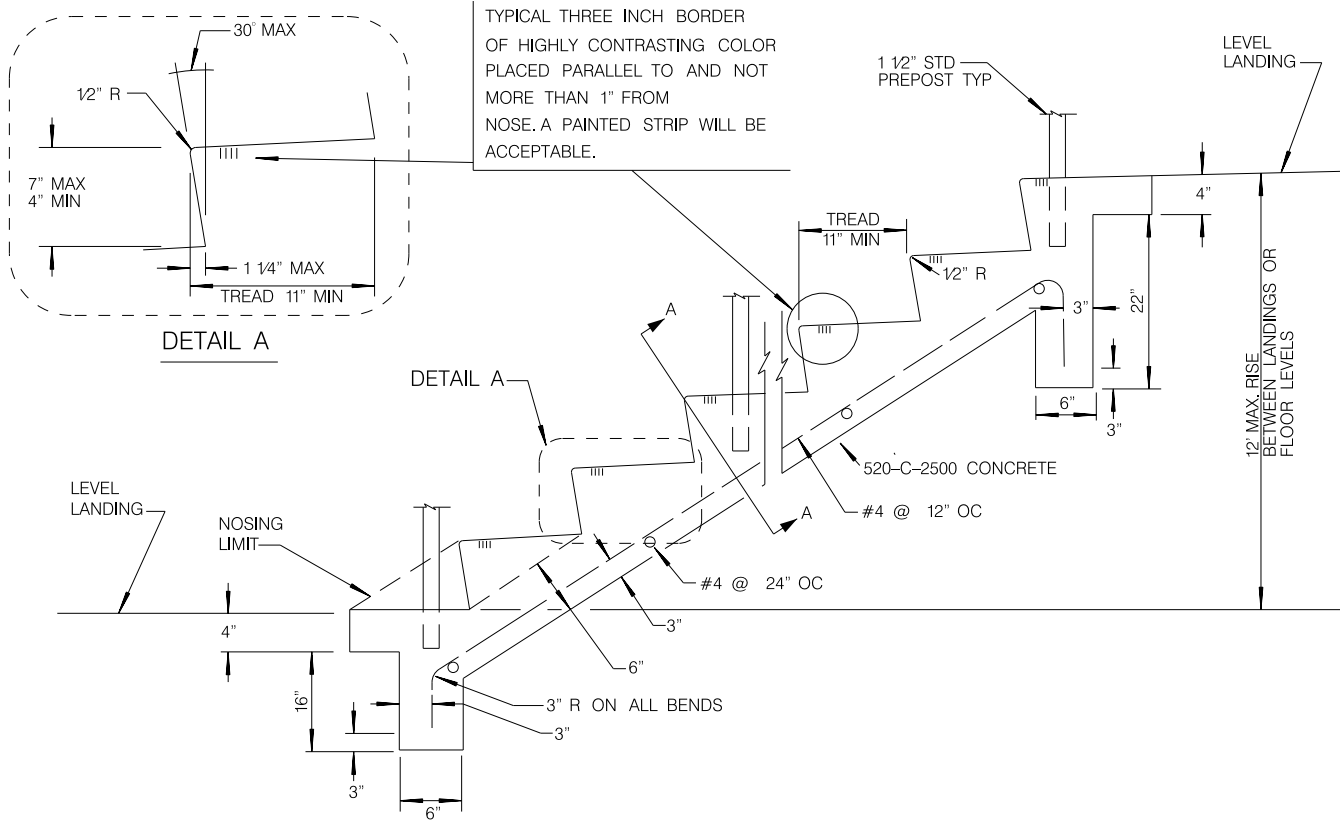 30° MAX
1/2" R
7" MAX
4" MIN
1 1/4" MAX
TREAD 11" MIN
DETAIL A
TYPICAL THREE INCH BORDER
OF HIGHLY CONTRASTING COLOR
PLACED PARALLEL TO AND NOT
MORE THAN 1" FROM
NOSE. A PAINTED STRIP WILL BE
ACCEPTABLE.
1 1/2" STD
PREPOST TYP
LEVEL
LANDING
4"
TREAD
11" MIN
1/2" R
22"
3"
6"
3"
12' MAX. RISE
BETWEEN LANDINGS OR
FLOOR LEVELS
A
DETAIL A
520-C-2500 CONCRETE
A
#4 @ 12" OC
LEVEL
LANDING
NOSING
LIMIT
#4 @ 24" OC
3"
6"
4"
16"
3" R ON ALL BENDS
3"
3"
6"